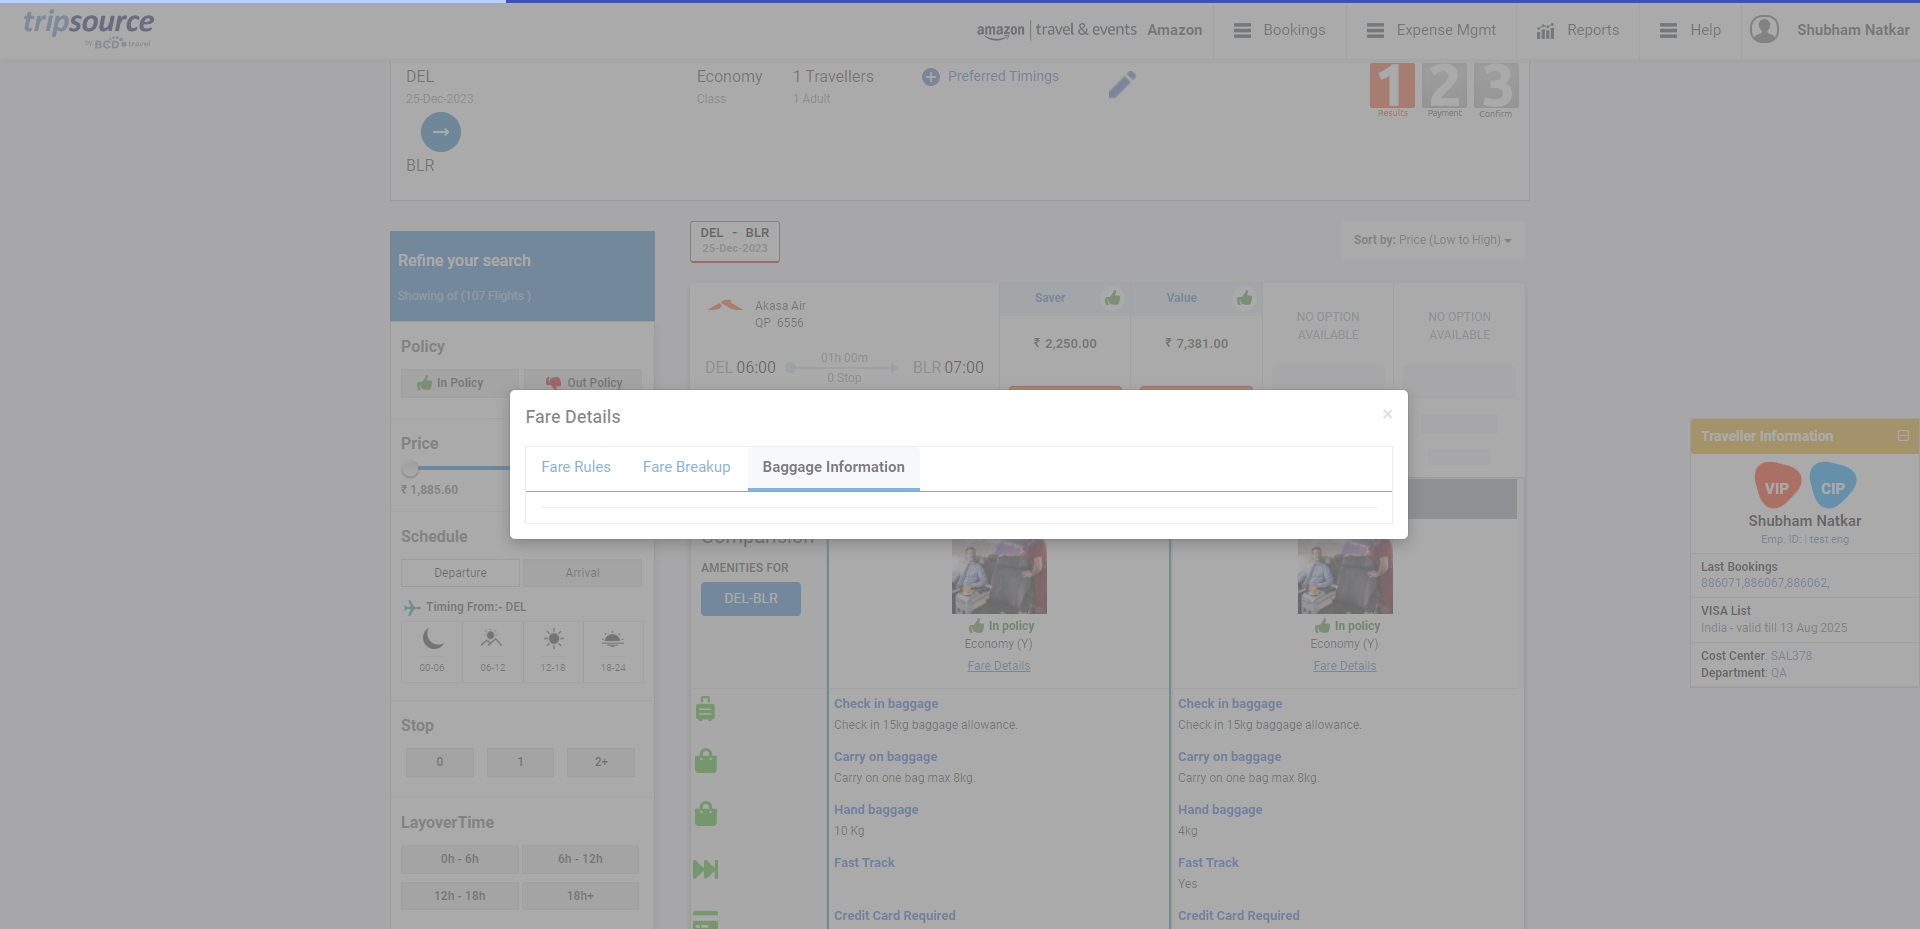 tripsource
by BCD travel
amazon | travel & events Amazon
Bookings
Expense Mgmt
Reports
Help
Shubham Natkar
DEL
25-Dec-2023
BLR
Economy
Class
1 Travellers
1 Adult
Preferred Timings
1 2 3
Results Payment Confirm
Refine your search
Showing of (107 Flights )
Policy
In Policy Out Policy
Price
₹ 1,885.60
Schedule
Departure Arrival
Timing From:- DEL
00-06 06-12 12-18 18-24
Stop
0 1 2+
LayoverTime
0h - 6h 6h - 12h
12h - 18h 18h+
DEL - BLR
25-Dec-2023
Sort by: Price (Low to High)
Akasa Air
QP 6556
DEL 06:00
01h 00m
0 Stop
BLR 07:00
Saver
₹ 2,250.00
Value
₹ 7,381.00
NO OPTION
AVAILABLE
NO OPTION
AVAILABLE
Fare Details
×
Fare Rules Fare Breakup Baggage Information
AMENITIES FOR
DEL-BLR
In policy
Economy (Y)
Fare Details
In policy
Economy (Y)
Fare Details
Check in baggage
Check in 15kg baggage allowance.
Check in baggage
Check in 15kg baggage allowance.
Carry on baggage
Carry on one bag max 8kg.
Carry on baggage
Carry on one bag max 8kg.
Hand baggage
10 Kg
Hand baggage
4kg
Fast Track
Fast Track
Yes
Credit Card Required
Credit Card Required
Traveller Information
VIP CIP
Shubham Natkar
Emp. ID: | test eng
Last Bookings
886071,886067,886062,
VISA List
India - valid till 13 Aug 2025
Cost Center: SAL378
Department: QA